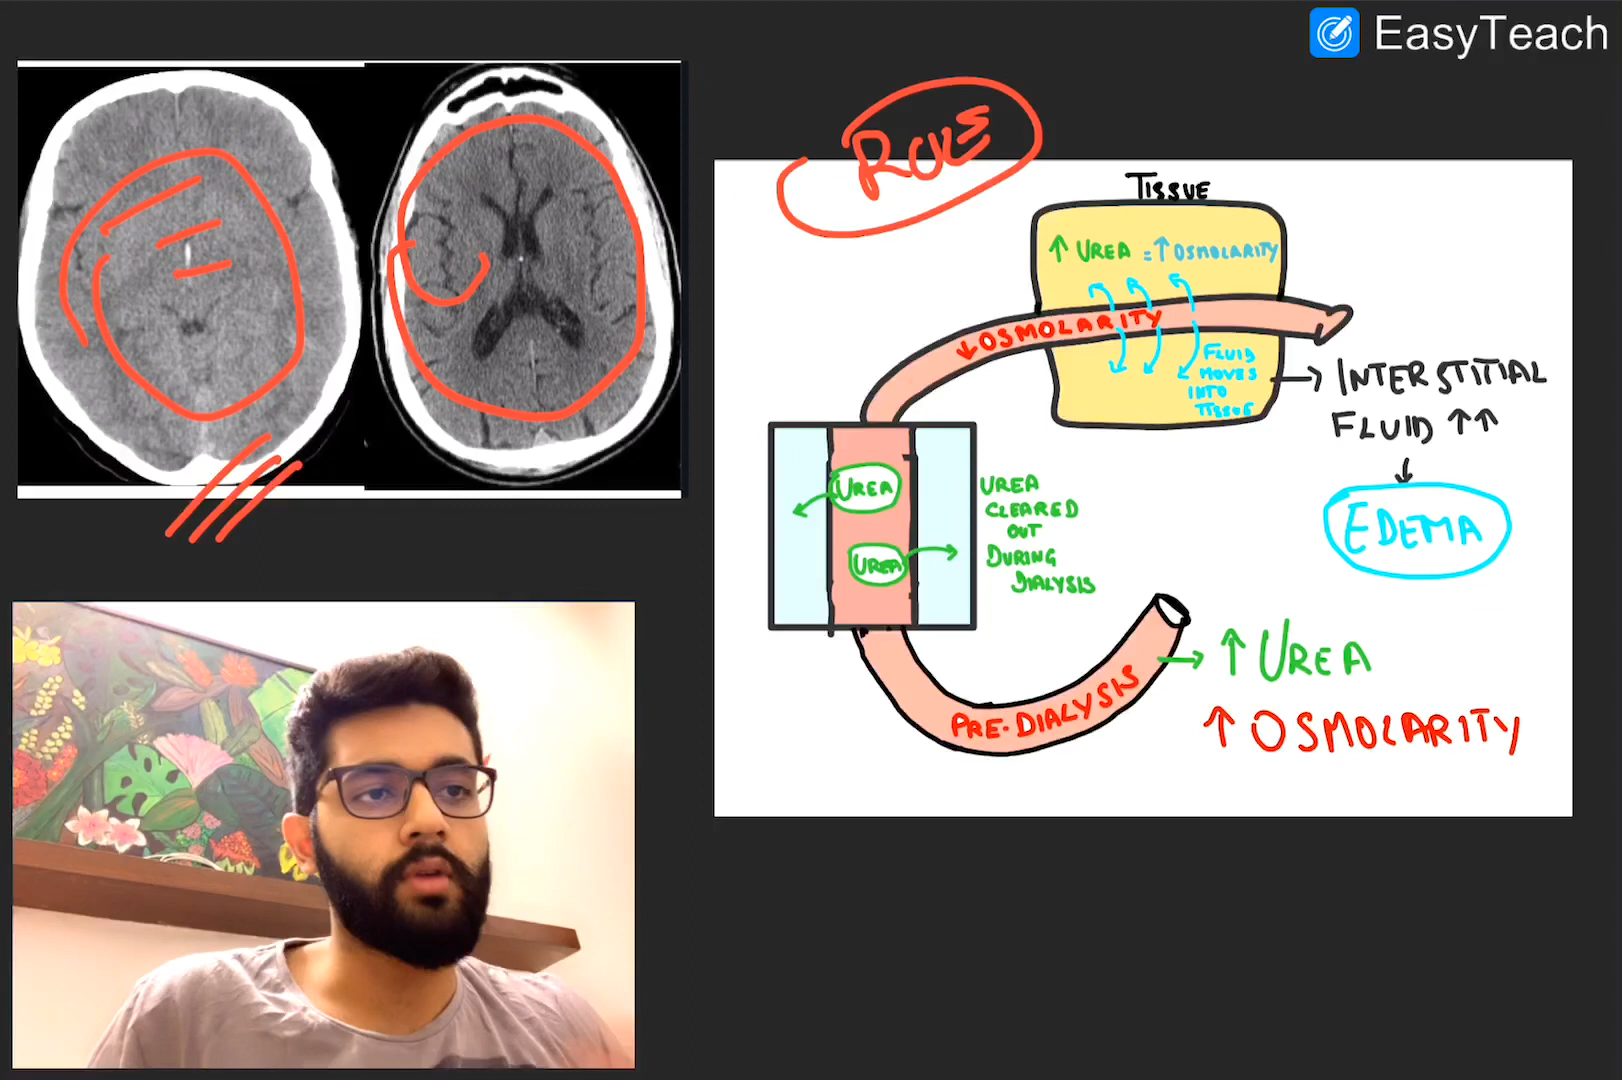 EasyTeach
ROLE
TISSUE
↑ UREA = ↑ OSMOLARITY
↓ OSMOLARITY
FLUID
MOVES
INTO
TISSUE
→ INTERSTITIAL
FLUID ↑↑
EDEMA
UREA
UREA
UREA
CLEARED
OUT
DURING
DIALYSIS
PRE-DIALYSIS
↑ UREA
↑ OSMOLARITY